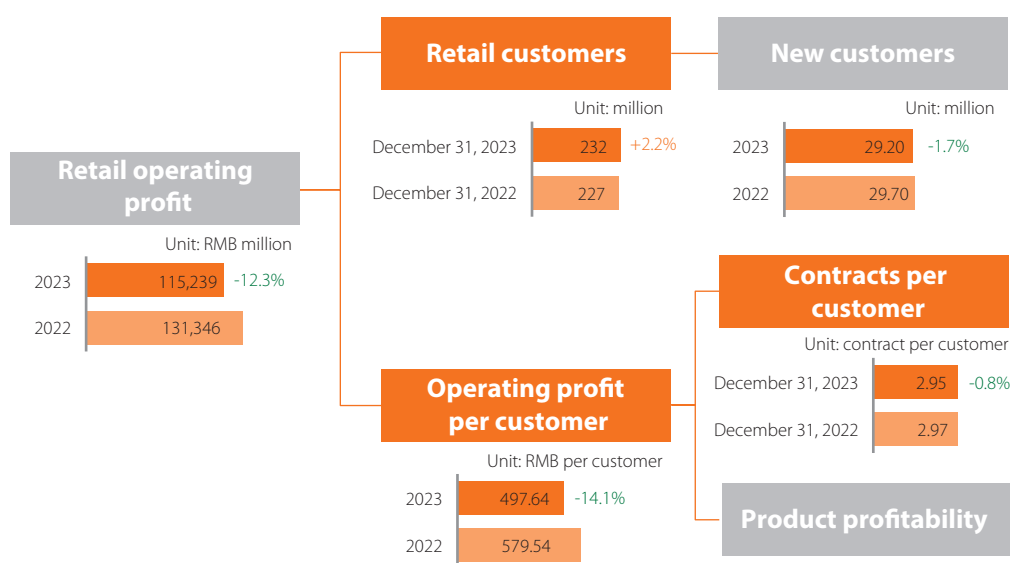 Retail operating
profit
Unit: RMB million
2023 115,239 -12.3%
2022 131,346
Retail customers
Unit: million
December 31, 2023 232 +2.2%
December 31, 2022 227
New customers
Unit: million
2023 29.20 -1.7%
2022 29.70
Operating profit
per customer
Unit: RMB per customer
2023 497.64 -14.1%
2022 579.54
Contracts per
customer
Unit: contract per customer
December 31, 2023 2.95 -0.8%
December 31, 2022 2.97
Product profitability